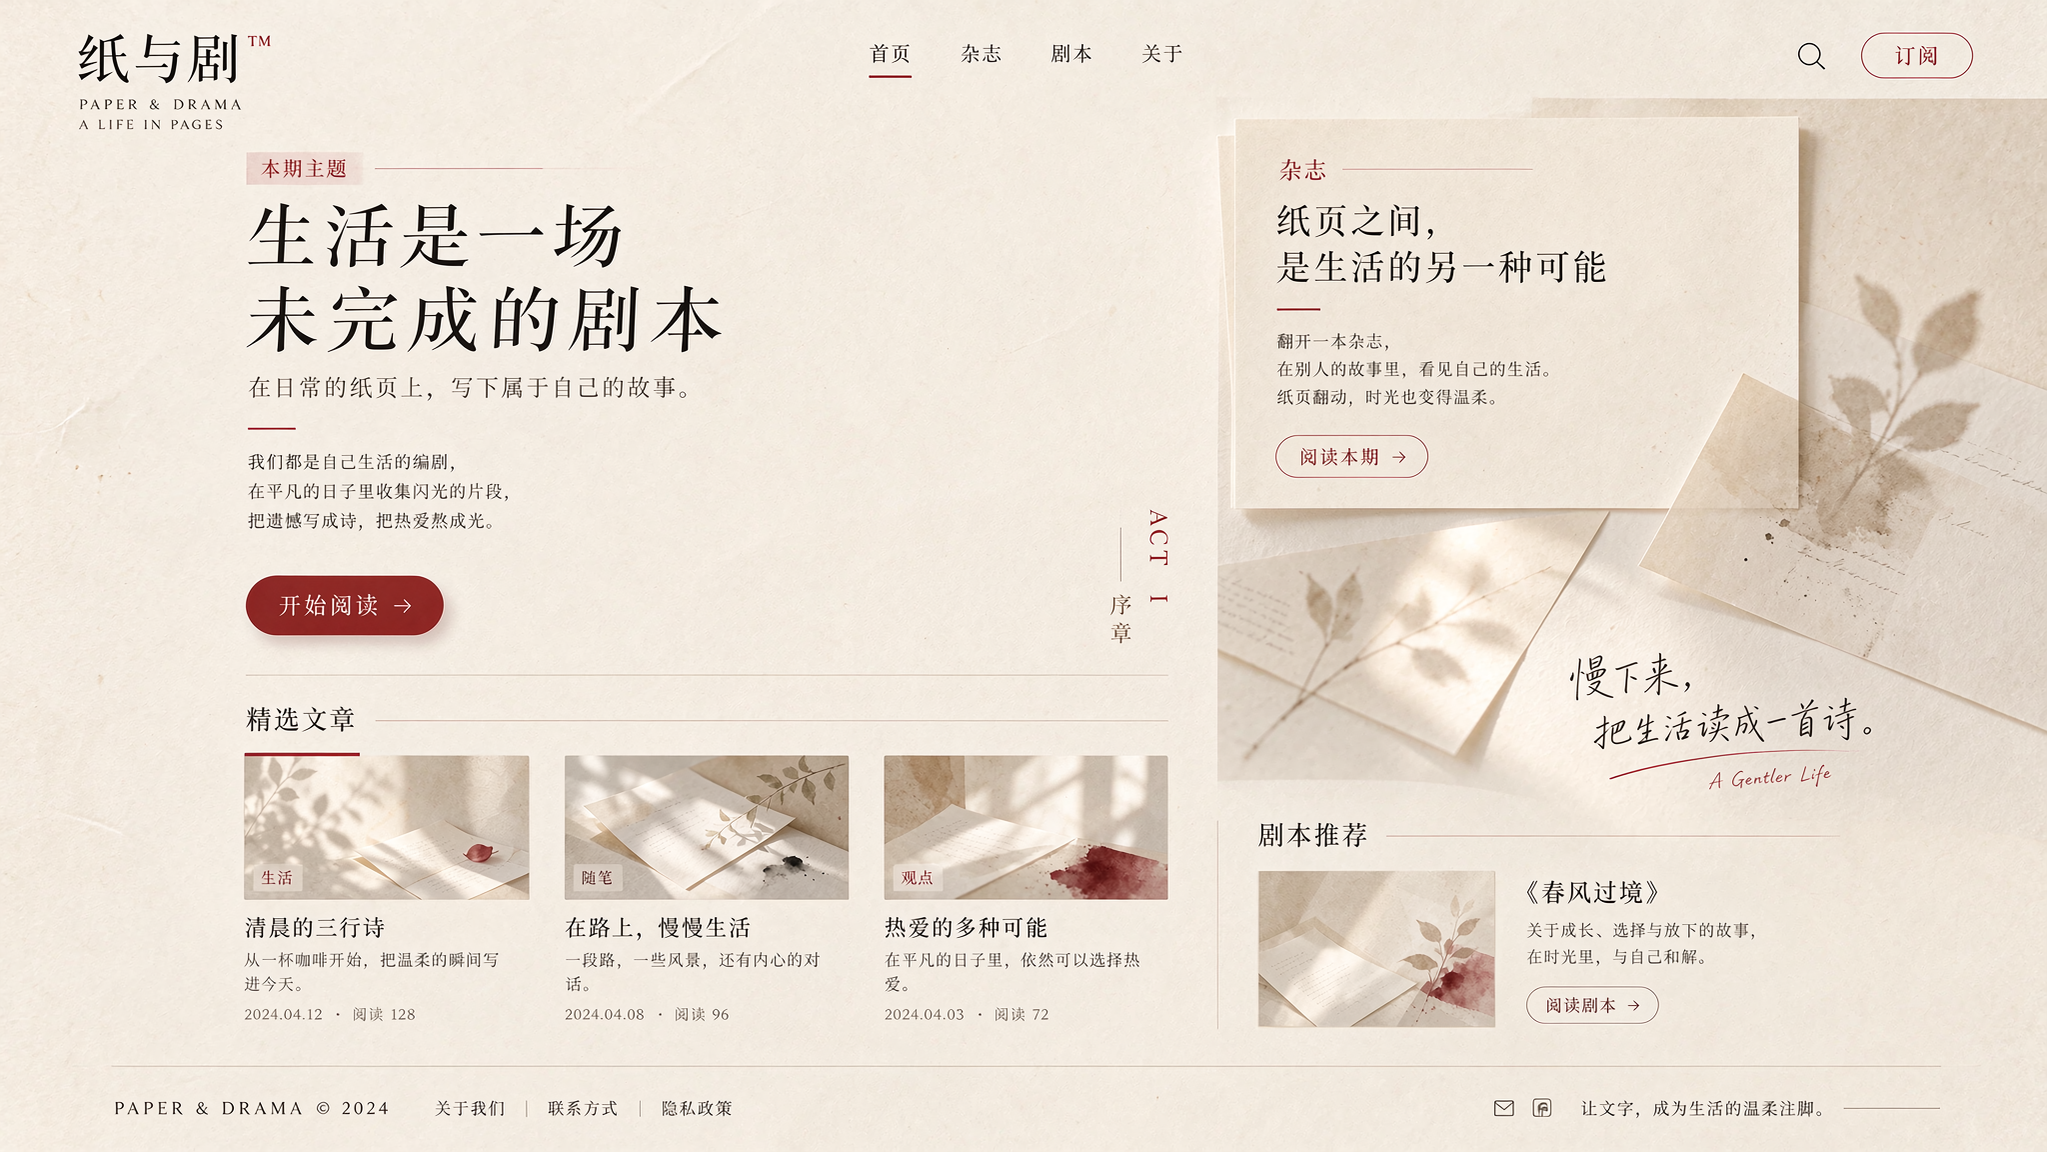 纸与剧™
PAPER & DRAMA
A LIFE IN PAGES
首页
杂志
剧本
关于
订阅
本期主题
生活是一场
未完成的剧本
在日常的纸页上，写下属于自己的故事。
我们都是自己生活的编剧，
在平凡的日子里收集闪光的片段，
把遗憾写成诗，把热爱熬成光。
开始阅读 →
ACT I
序章
杂志
纸页之间，
是生活的另一种可能
翻开一本杂志，
在别人的故事里，看见自己的生活。
纸页翻动，时光也变得温柔。
阅读本期 →
慢下来，
把生活读成一首诗。
A Gentler Life
精选文章
生活
清晨的三行诗
从一杯咖啡开始，把温柔的瞬间写
进今天。
2024.04.12 · 阅读 128
随笔
在路上，慢慢生活
一段路，一些风景，还有内心的对
话。
2024.04.08 · 阅读 96
观点
热爱的多种可能
在平凡的日子里，依然可以选择热
爱。
2024.04.03 · 阅读 72
剧本推荐
《春风过境》
关于成长、选择与放下的故事，
在时光里，与自己和解。
阅读剧本 →
PAPER & DRAMA © 2024
关于我们 | 联系方式 | 隐私政策
让文字，成为生活的温柔注脚。